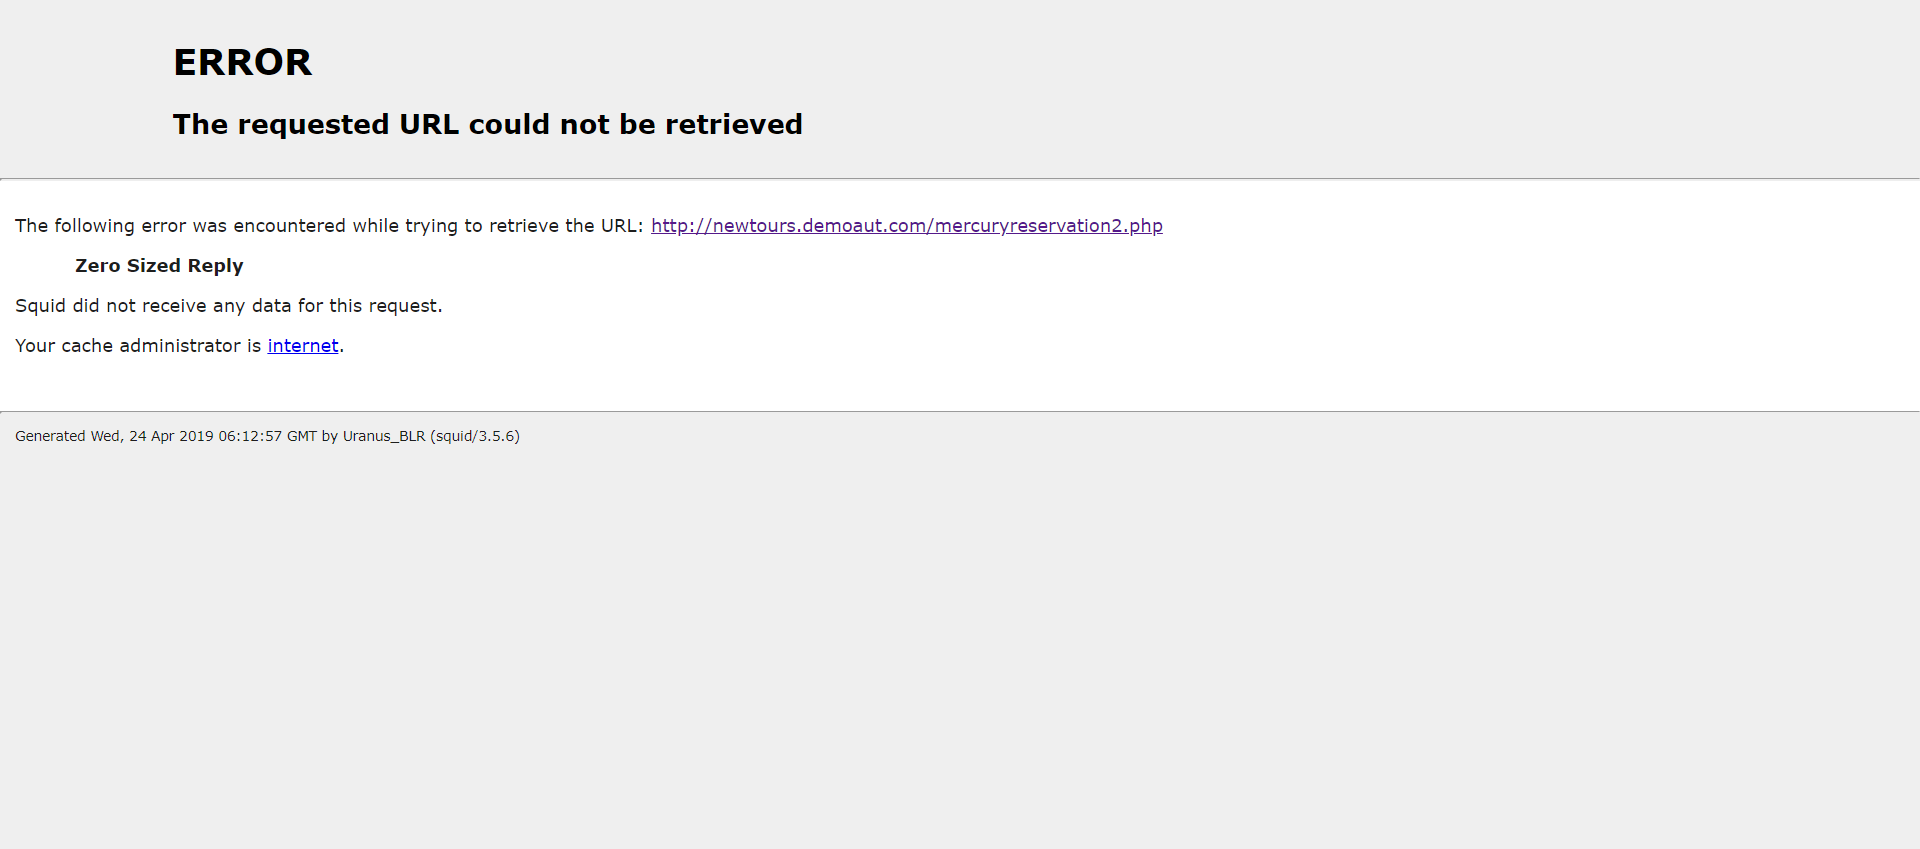 ERROR
The requested URL could not be retrieved
The following error was encountered while trying to retrieve the URL: http://newtours.demoaut.com/mercuryreservation2.php
Zero Sized Reply
Squid did not receive any data for this request.
Your cache administrator is internet.
Generated Wed, 24 Apr 2019 06:12:57 GMT by Uranus_BLR (squid/3.5.6)